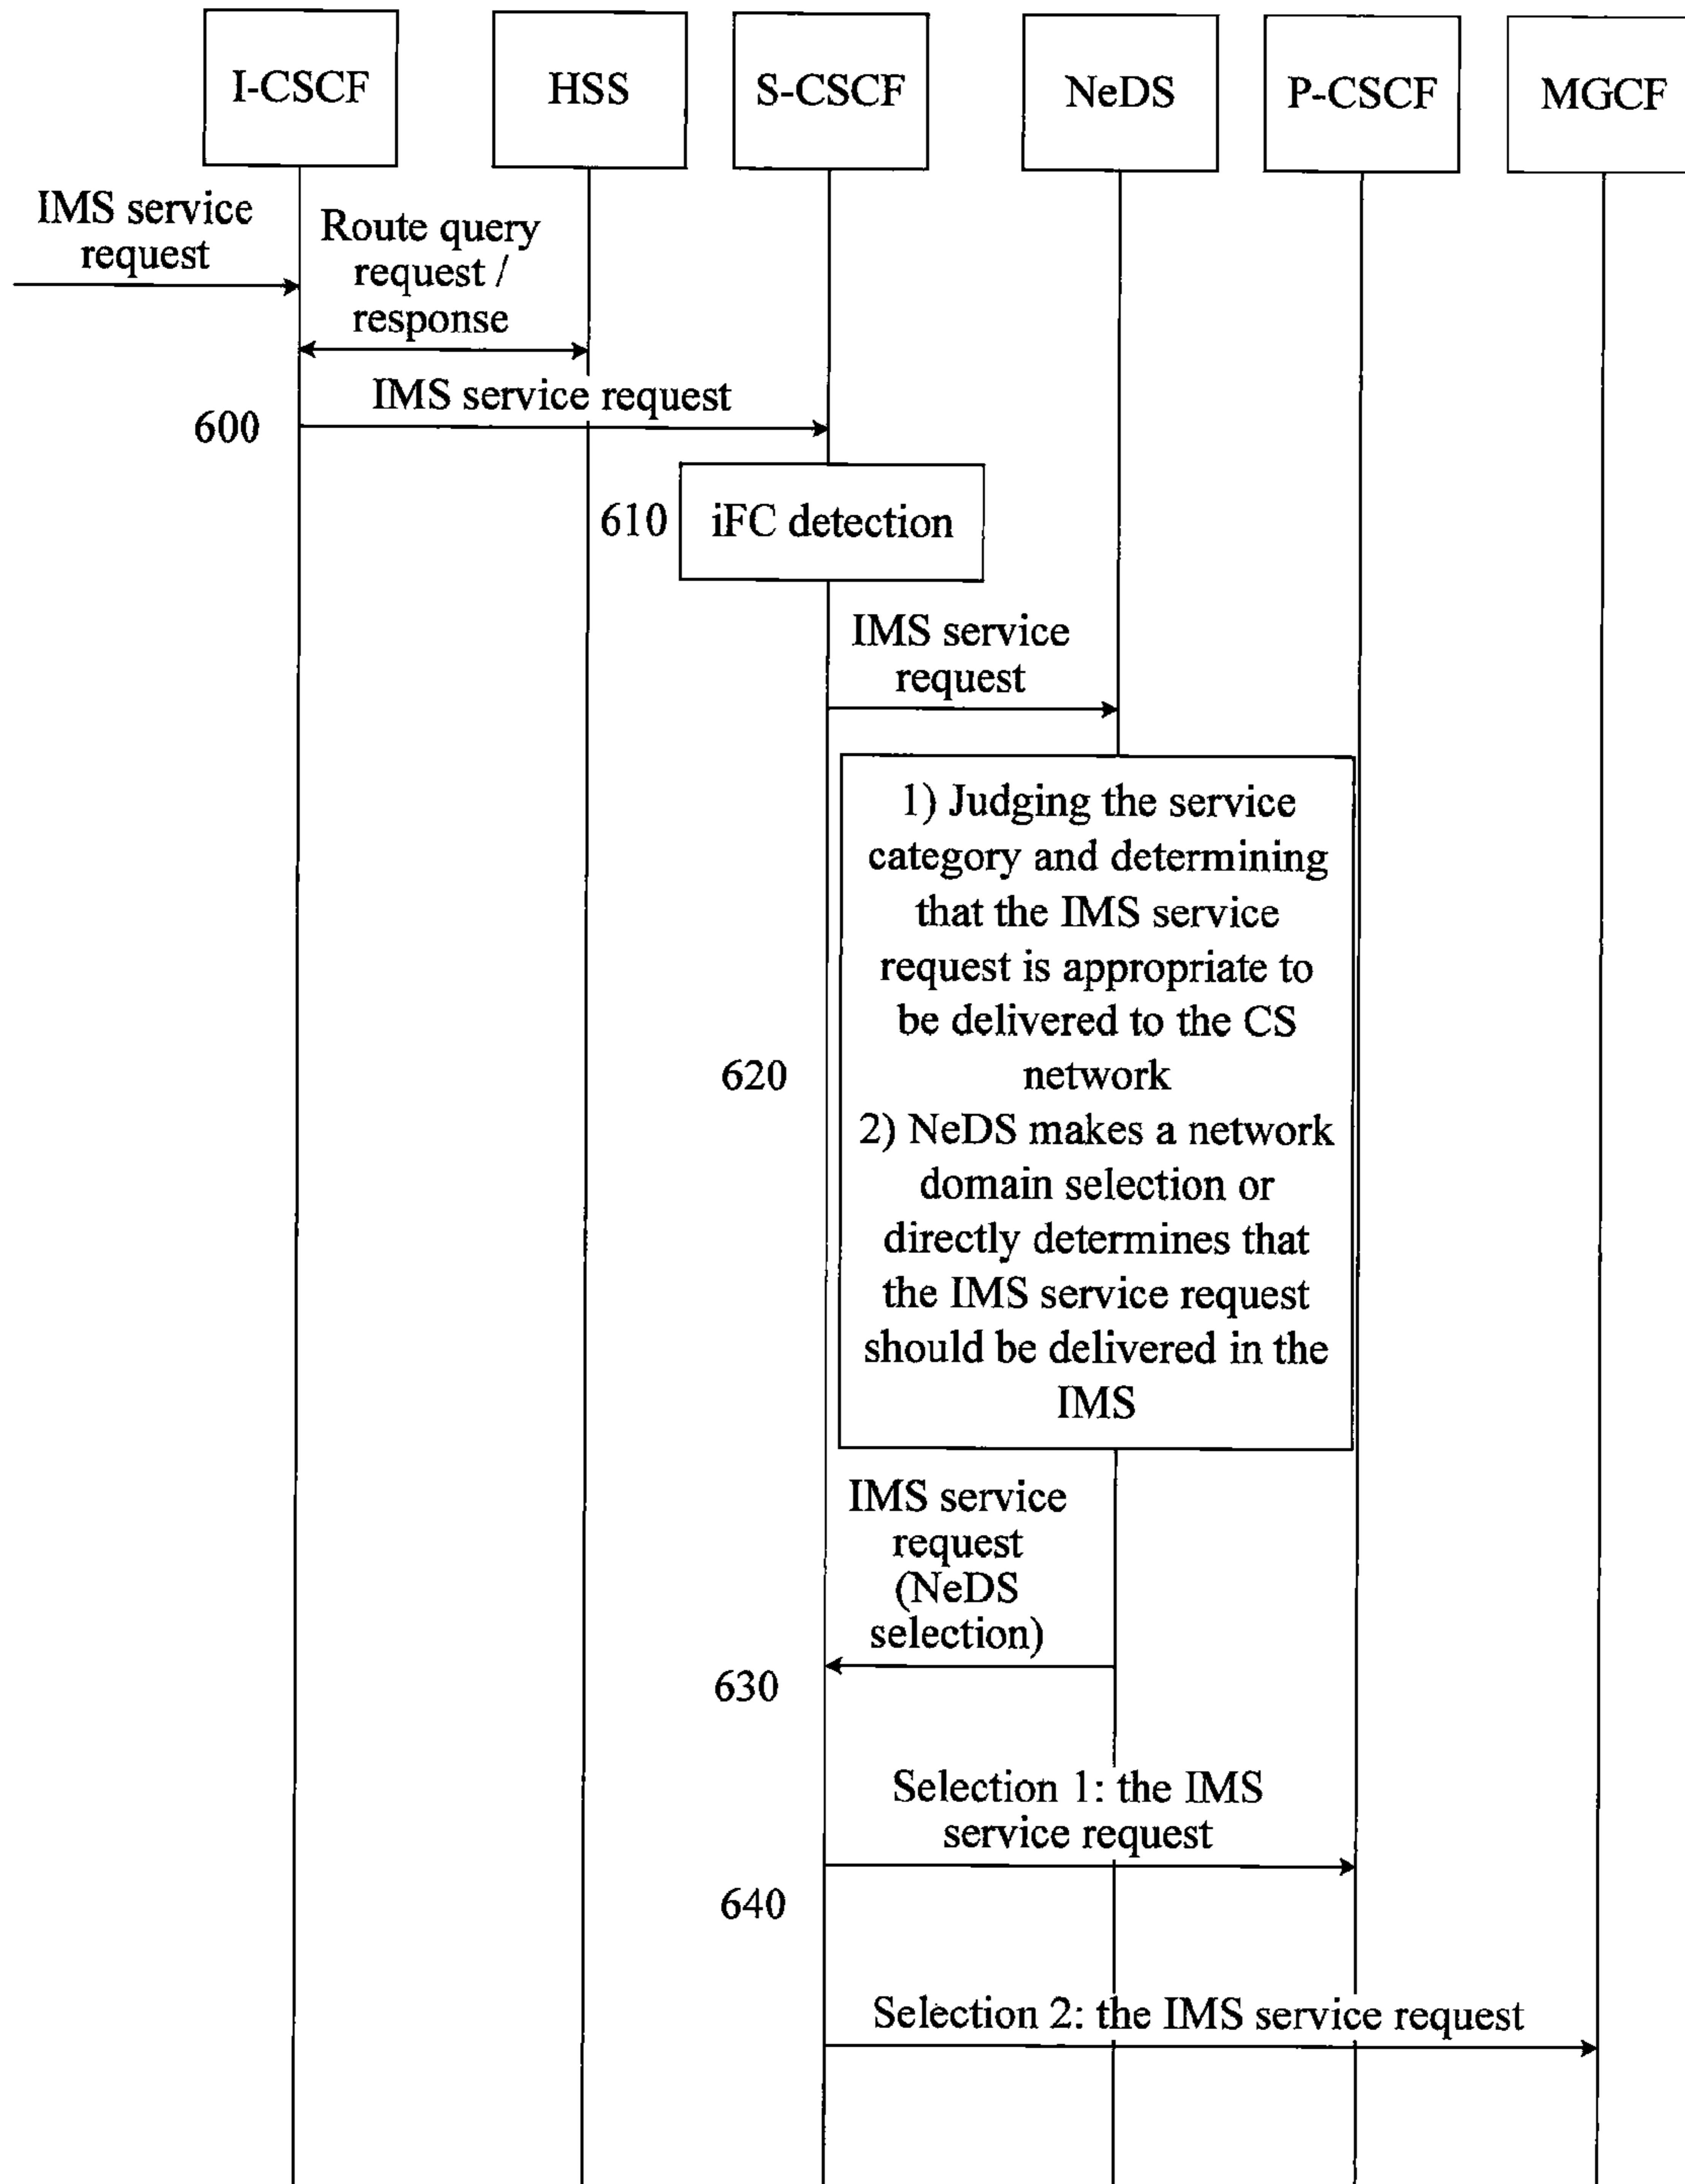 I-CSCF
HSS
S-CSCF
NeDS
P-CSCF
MGCF
IMS service
request
Route query
request /
response
IMS service request
600
610
iFC detection
IMS service
request
1) Judging the service
category and determining
that the IMS service
request is appropriate to
be delivered to the CS
network
2) NeDS makes a network
domain selection or
directly determines that
the IMS service request
should be delivered in the
IMS
620
IMS service
request
(NeDS
selection)
630
Selection 1: the IMS
service request
640
Selection 2: the IMS service request